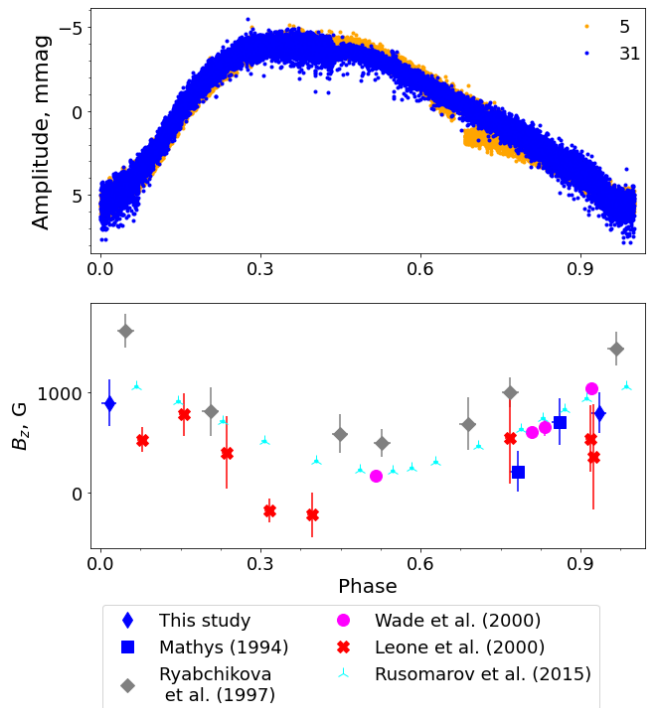 −5
0
5
Amplitude, mmag
5
31
0.0
0.3
0.6
0.9
1000
0
B_z, G
0.0
0.3
0.6
0.9
Phase
This study
Mathys (1994)
Ryabchikova
et al. (1997)
Wade et al. (2000)
Leone et al. (2000)
Rusomarov et al. (2015)